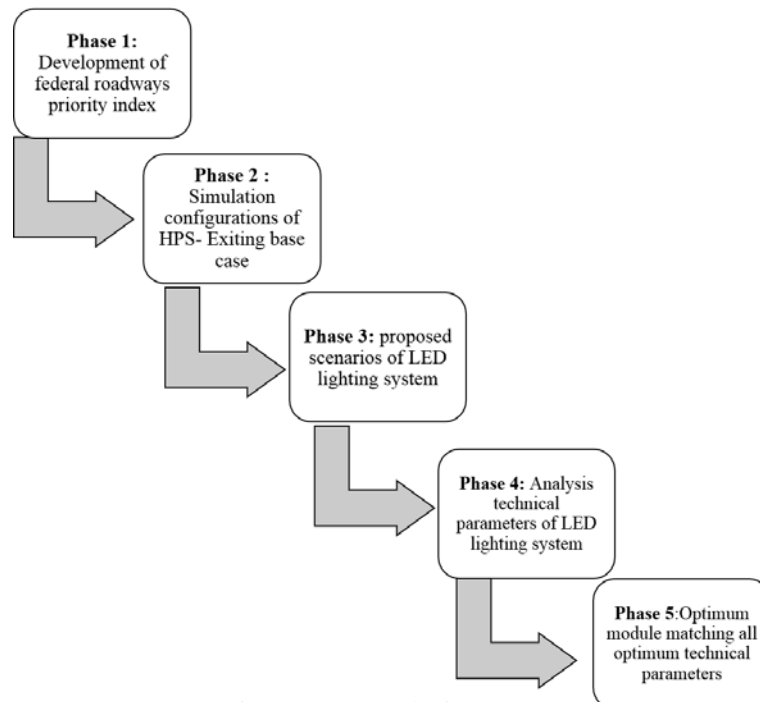 Phase 1:
Development of
federal roadways
priority index
Phase 2 :
Simulation
configurations of
HPS- Exiting base
case
Phase 3: proposed
scenarios of LED
lighting system
Phase 4: Analysis
technical
parameters of LED
lighting system
Phase 5:Optimum
module matching all
optimum technical
parameters